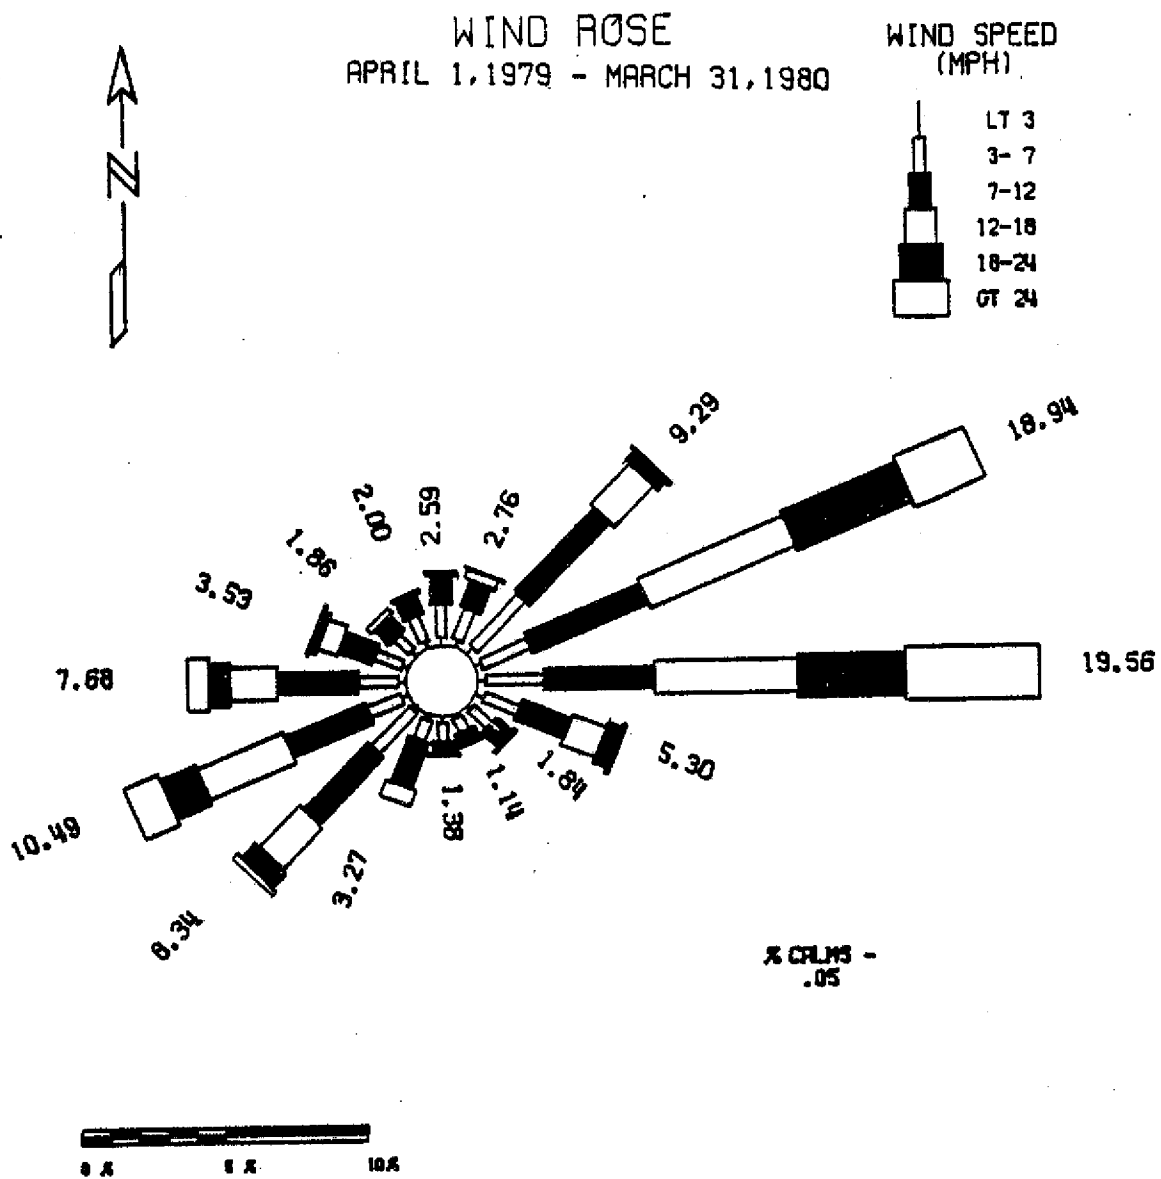 WIND ROSE
APRIL 1,1979 - MARCH 31,1980
WIND SPEED
(MPH)
LT 3
3- 7
7-12
12-18
18-24
GT 24
N
9.29
18.94
2.00
2.59
2.76
1.86
3.53
7.68
19.56
5.30
1.84
1.14
1.38
10.49
3.27
8.34
% CALMS -
.05
0 % 5 % 10%